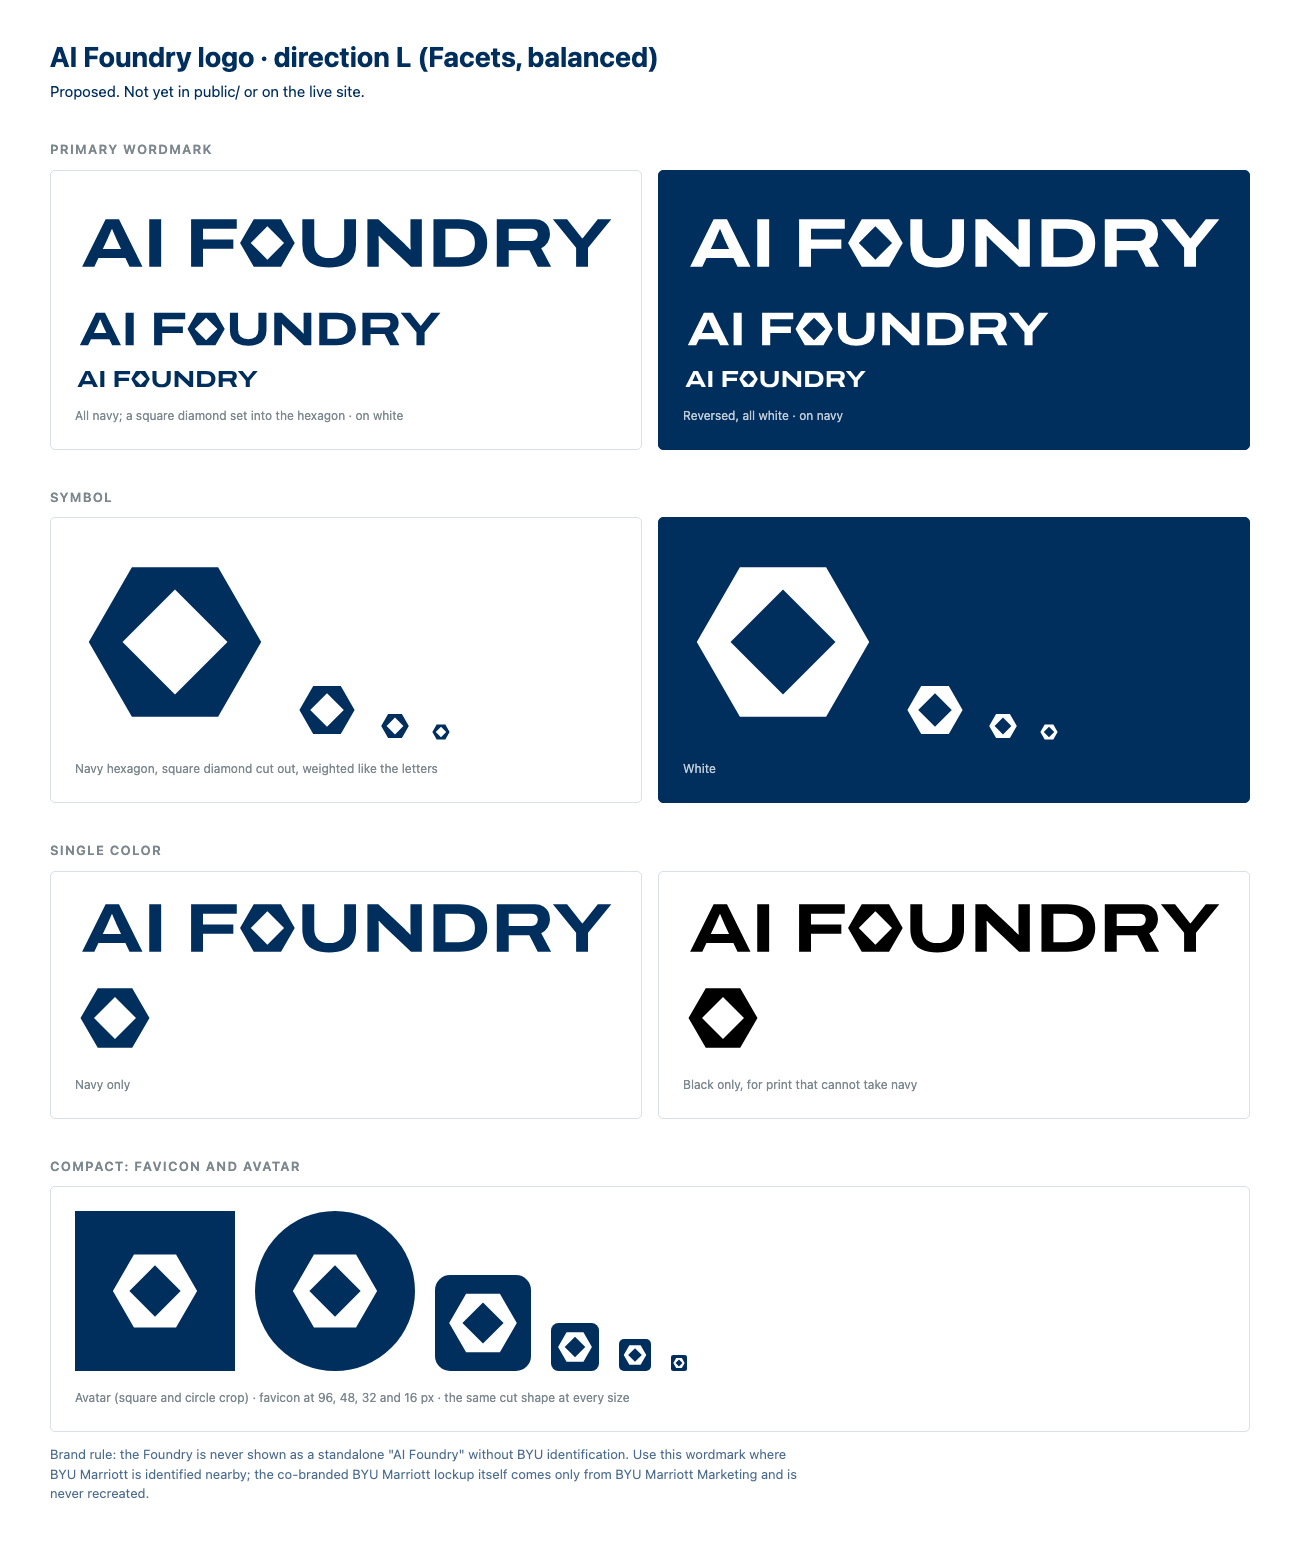 AI Foundry logo · direction L (Facets, balanced)
Proposed. Not yet in public/ or on the live site.
PRIMARY WORDMARK
AI FOUNDRY
AI FOUNDRY
AI FOUNDRY
All navy; a square diamond set into the hexagon · on white
AI FOUNDRY
AI FOUNDRY
AI FOUNDRY
Reversed, all white · on navy
SYMBOL
Navy hexagon, square diamond cut out, weighted like the letters
White
SINGLE COLOR
AI FOUNDRY
Navy only
AI FOUNDRY
Black only, for print that cannot take navy
COMPACT: FAVICON AND AVATAR
Avatar (square and circle crop) · favicon at 96, 48, 32 and 16 px · the same cut shape at every size
Brand rule: the Foundry is never shown as a standalone "AI Foundry" without BYU identification. Use this wordmark where
BYU Marriott is identified nearby; the co-branded BYU Marriott lockup itself comes only from BYU Marriott Marketing and is
never recreated.